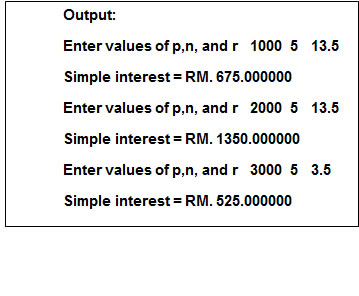 Output:
Enter values of p,n, and r 1000 5 13.5
Simple interest = RM. 675.000000
Enter values of p,n, and r 2000 5 13.5
Simple interest = RM. 1350.000000
Enter values of p,n, and r 3000 5 3.5
Simple interest = RM. 525.000000